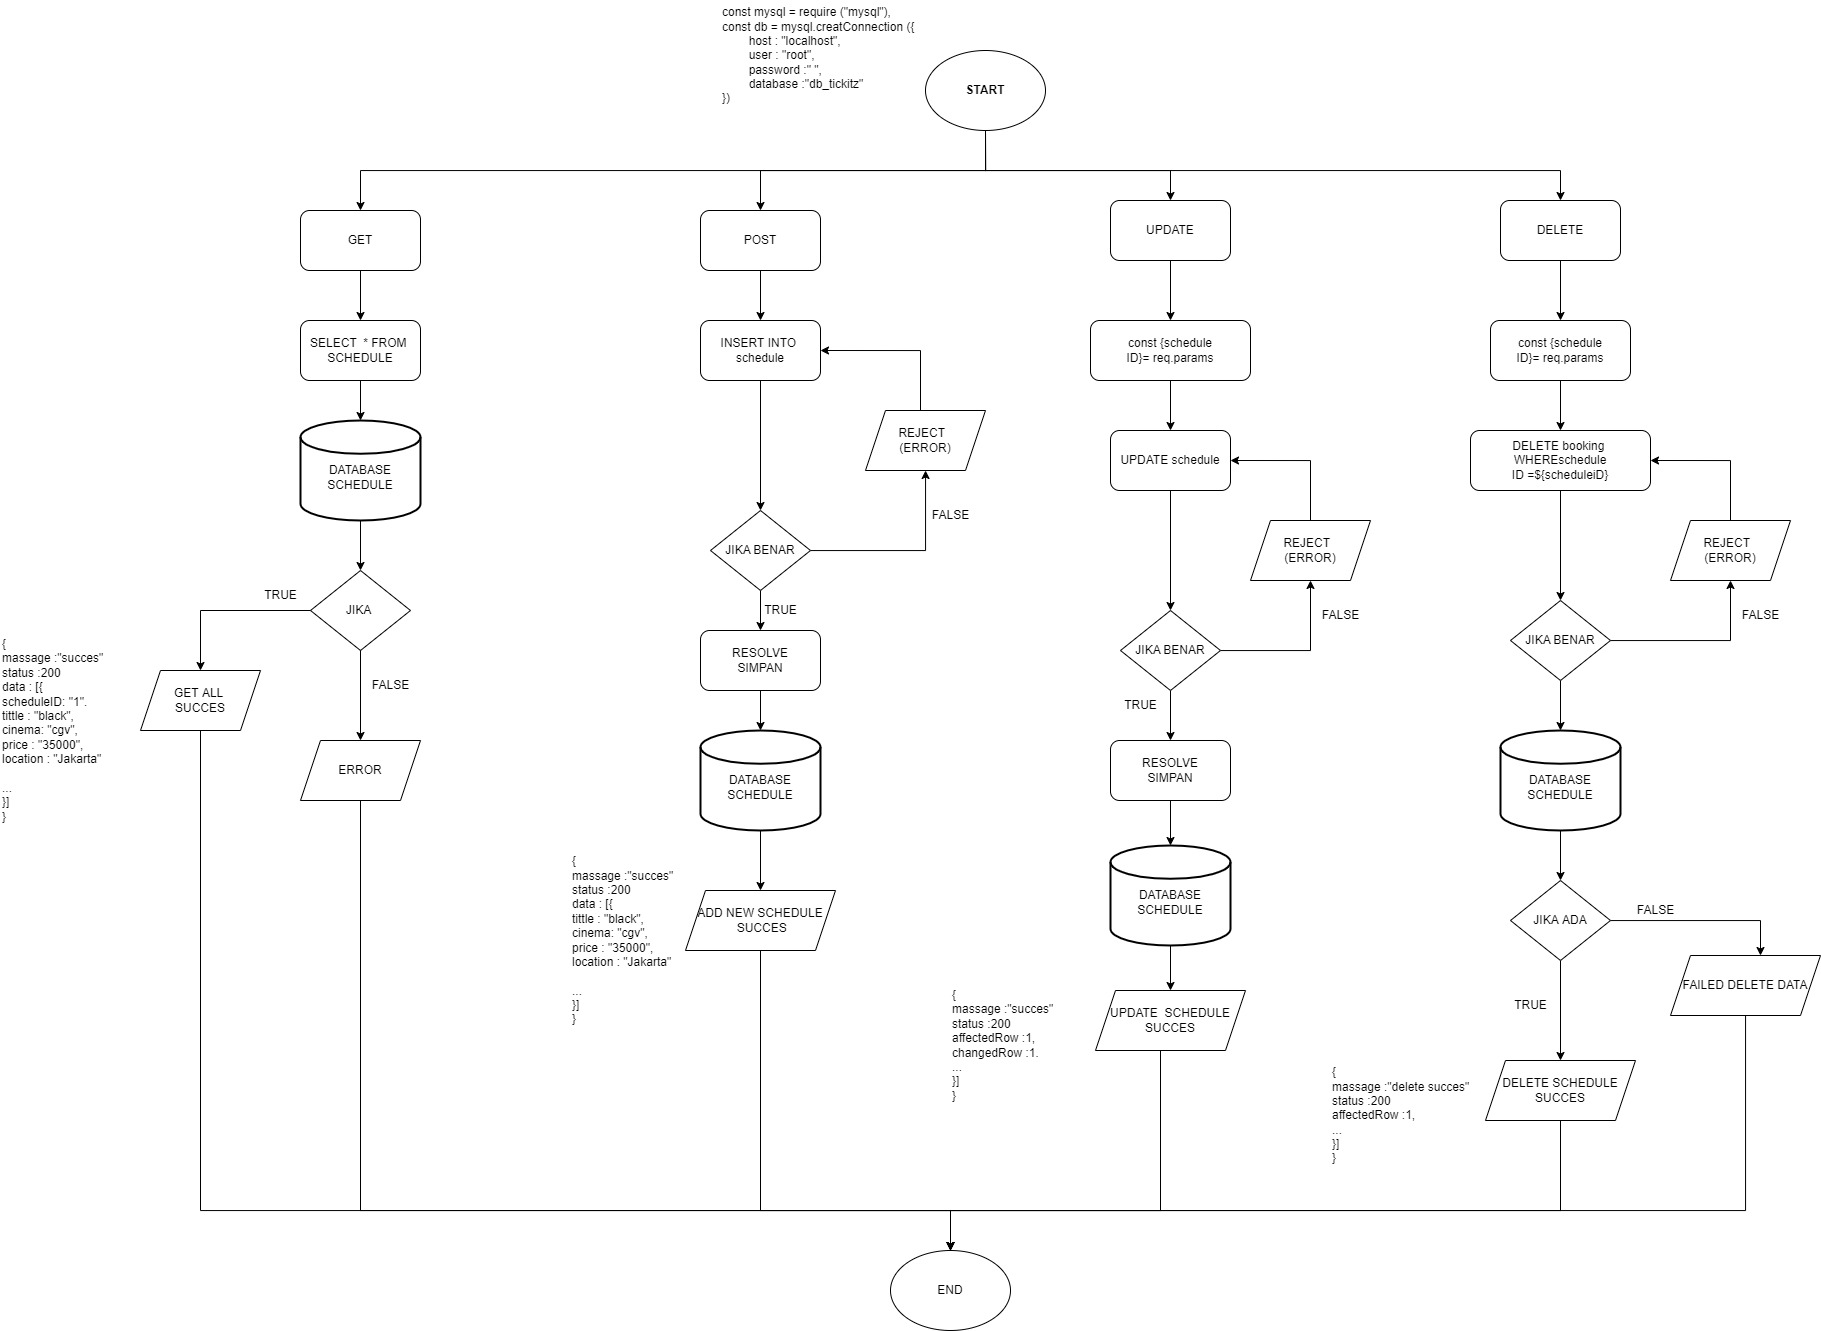 const mysql = require ("mysql"),
const db = mysql.creatConnection ({
host : "localhost",
user : "root",
password :" ",
database :"db_tickitz"
})
START
GET
SELECT * FROM
SCHEDULE
DATABASE
SCHEDULE
JIKA
TRUE
FALSE
{
massage :"succes"
status :200
data : [{
scheduleID: "1".
tittle : "black",
cinema: "cgv",
price : "35000",
location : "Jakarta"
...
}]
}
GET ALL
SUCCES
ERROR
POST
INSERT INTO
schedule
REJECT
(ERROR)
FALSE
JIKA BENAR
TRUE
RESOLVE
SIMPAN
DATABASE
SCHEDULE
{
massage :"succes"
status :200
data : [{
tittle : "black",
cinema: "cgv",
price : "35000",
location : "Jakarta"
...
}]
}
ADD NEW SCHEDULE
SUCCES
UPDATE
const {schedule
ID}= req.params
UPDATE schedule
REJECT
(ERROR)
FALSE
JIKA BENAR
TRUE
RESOLVE
SIMPAN
DATABASE
SCHEDULE
{
massage :"succes"
status :200
affectedRow :1,
changedRow :1.
...
}]
}
UPDATE SCHEDULE
SUCCES
DELETE
const {schedule
ID}= req.params
DELETE booking
WHEREschedule
ID =${scheduleiD}
REJECT
(ERROR)
FALSE
JIKA BENAR
DATABASE
SCHEDULE
JIKA ADA
FALSE
FAILED DELETE DATA
TRUE
{
massage :"delete succes"
status :200
affectedRow :1,
...
}]
}
DELETE SCHEDULE
SUCCES
END